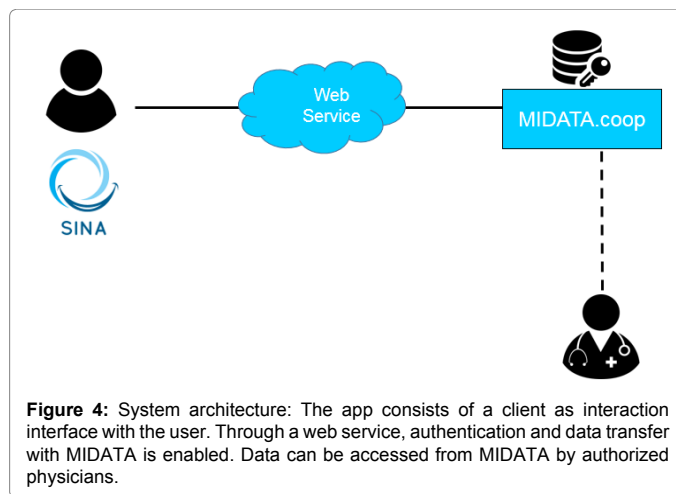 Web
Service
MIDATA.coop
SINA
Figure 4: System architecture: The app consists of a client as interaction
interface with the user. Through a web service, authentication and data transfer
with MIDATA is enabled. Data can be accessed from MIDATA by authorized
physicians.